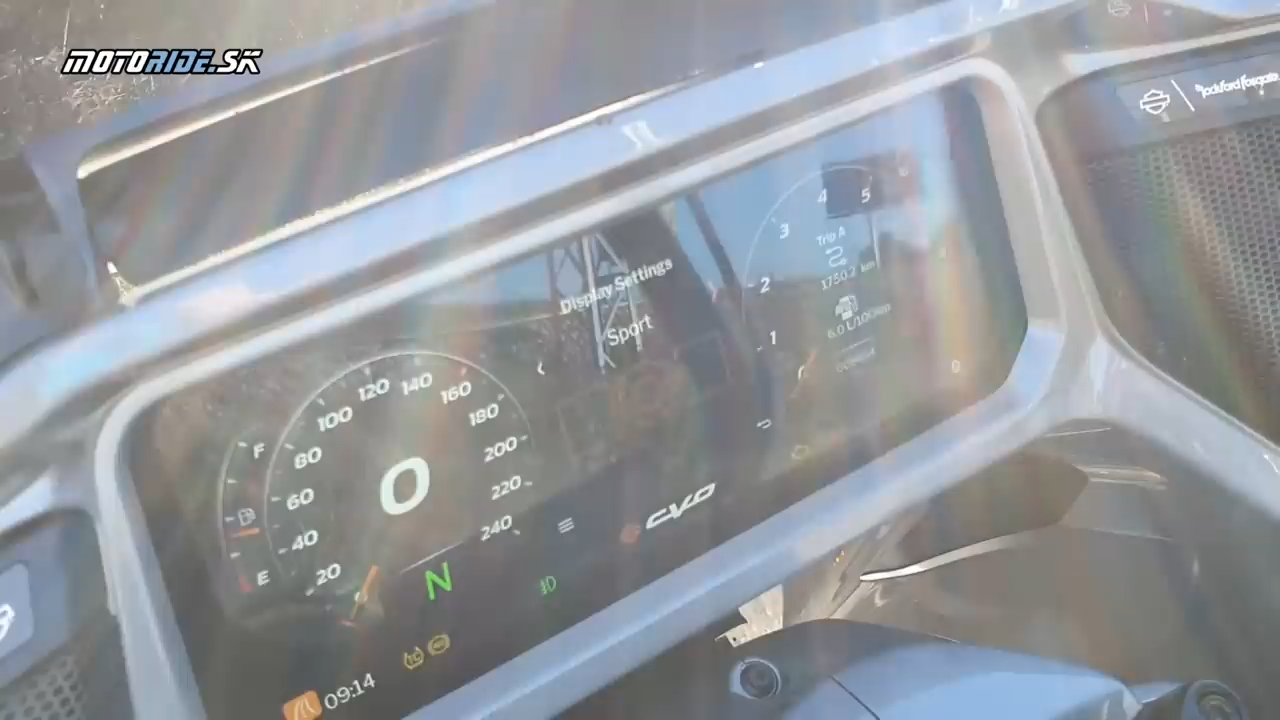 MOTORIDE.SK
rockford fosgate
Display Settings
Sport
F
E
20
40
60
80
100
120
140
160
180
200
220
240
0
1
2
3
4
5
Trip A
1750.2 km
6.0 L/100km
CVO
N
TC
09:14